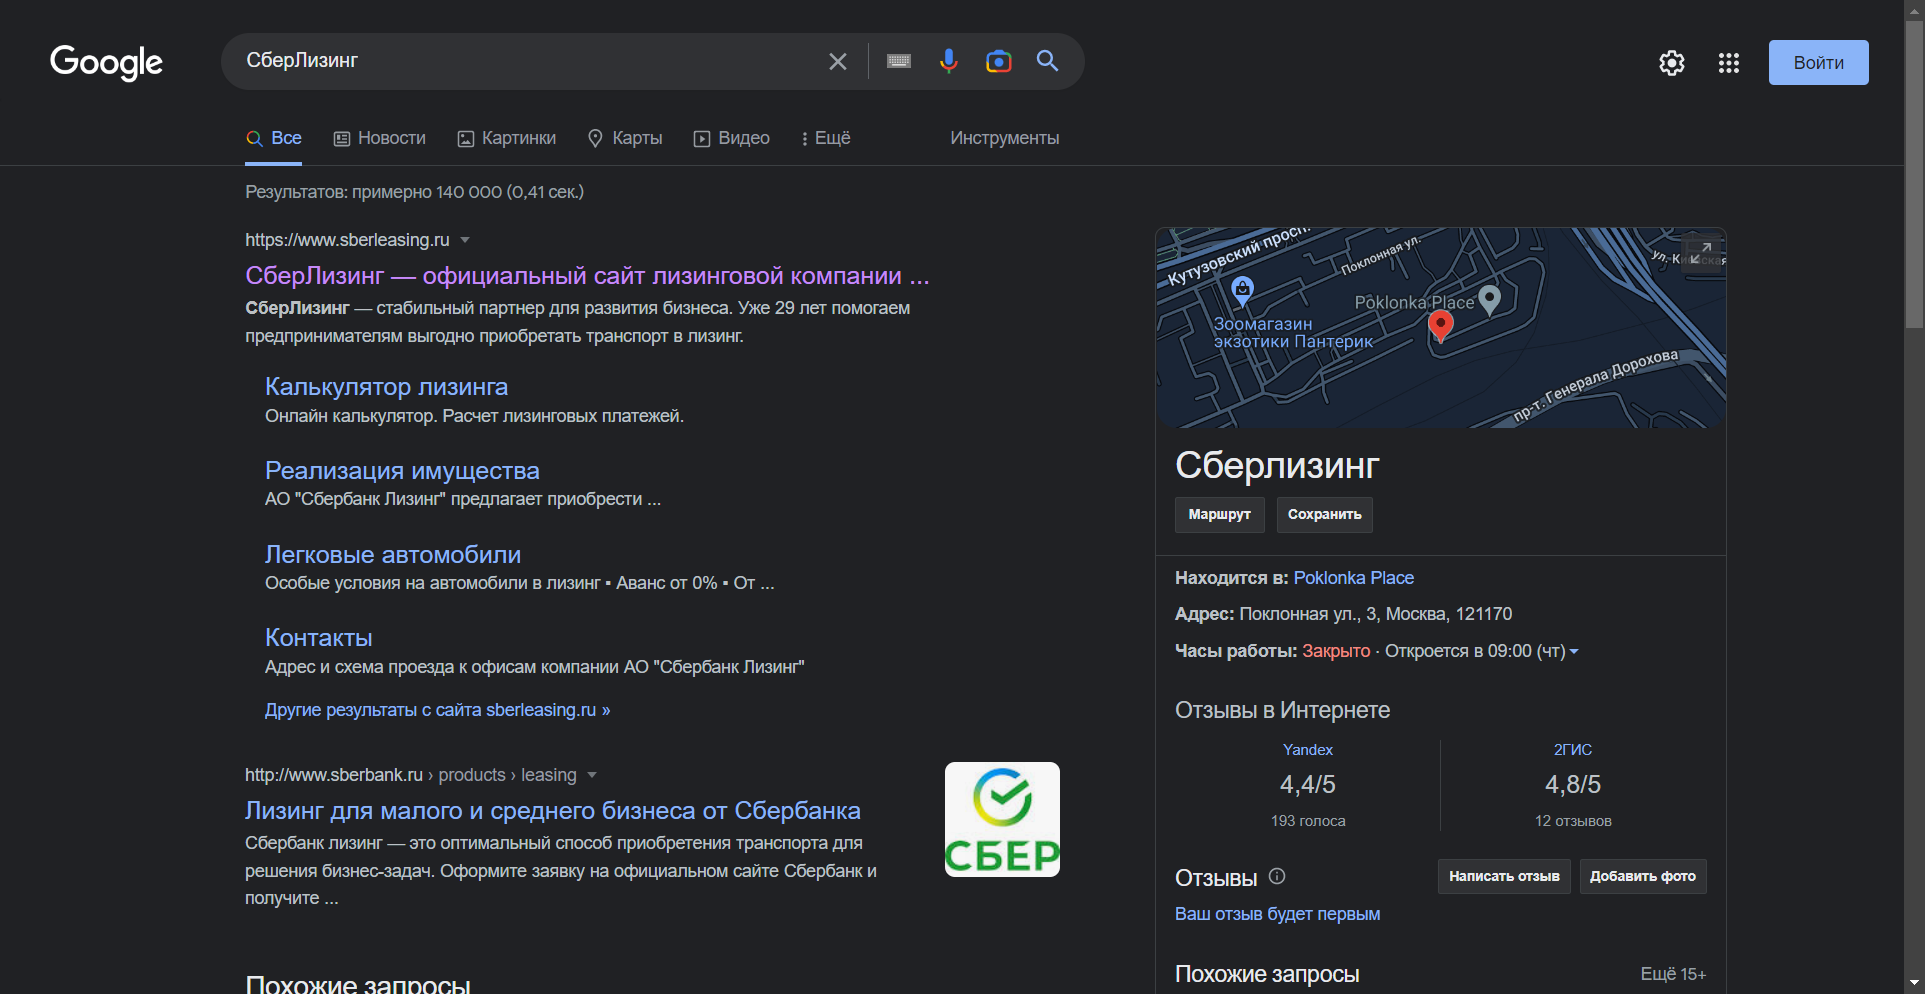 Google
СберЛизинг
Войти
Все
Новости
Картинки
Карты
Видео
Ещё
Инструменты
Результатов: примерно 140 000 (0,41 сек.)
https://www.sberleasing.ru
СберЛизинг — официальный сайт лизинговой компании ...
СберЛизинг — стабильный партнер для развития бизнеса. Уже 29 лет помогаем
предпринимателям выгодно приобретать транспорт в лизинг.
Калькулятор лизинга
Онлайн калькулятор. Расчет лизинговых платежей.
Реализация имущества
АО "Сбербанк Лизинг" предлагает приобрести ...
Легковые автомобили
Особые условия на автомобили в лизинг ▪ Аванс от 0% ▪ От ...
Контакты
Адрес и схема проезда к офисам компании АО "Сбербанк Лизинг"
Другие результаты с сайта sberleasing.ru »
http://www.sberbank.ru › products › leasing
Лизинг для малого и среднего бизнеса от Сбербанка
Сбербанк лизинг — это оптимальный способ приобретения транспорта для
решения бизнес-задач. Оформите заявку на официальном сайте Сбербанк и
получите ...
СБЕР
Похожие запросы
Кутузовский просп.
Поклонная ул.
Poklonka Place
Зоомагазин
экзотики Пантерик
пр-т. Генерала Дорохова
Сберлизинг
Маршрут
Сохранить
Находится в: Poklonka Place
Адрес: Поклонная ул., 3, Москва, 121170
Часы работы: Закрыто · Откроется в 09:00 (чт)
Отзывы в Интернете
Yandex
4,4/5
193 голоса
2ГИС
4,8/5
12 отзывов
Отзывы
Написать отзыв
Добавить фото
Ваш отзыв будет первым
Похожие запросы
Ещё 15+